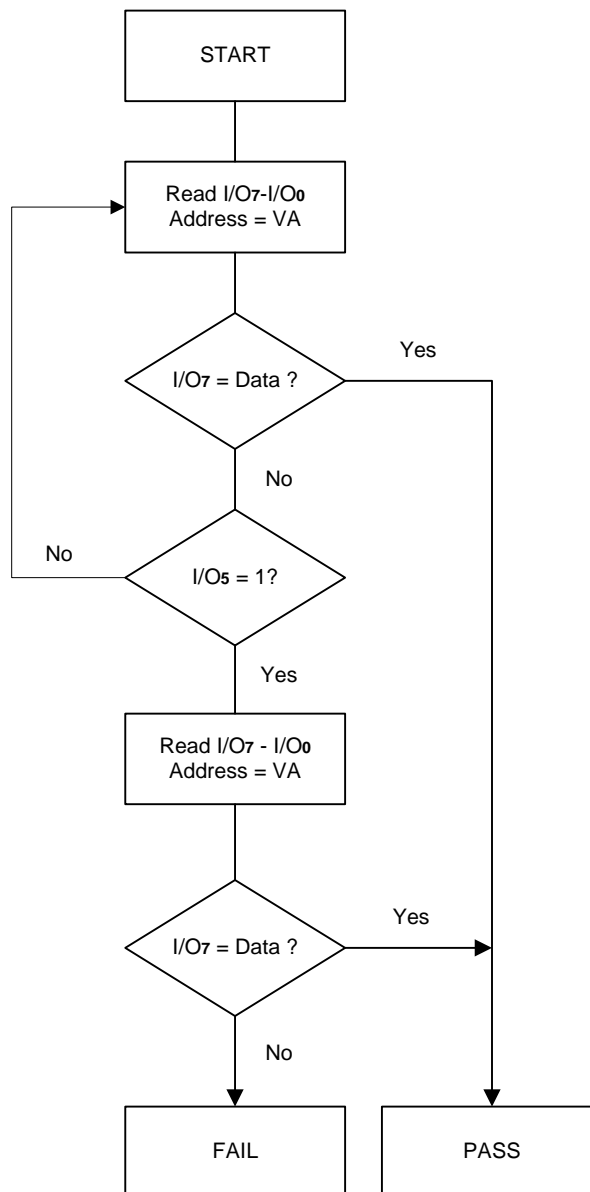 START
Read I/O7-I/O0
Address = VA
Yes
I/O7 = Data ?
No
No
I/O5 = 1?
Yes
Read I/O7 - I/O0
Address = VA
Yes
I/O7 = Data ?
No
FAIL
PASS